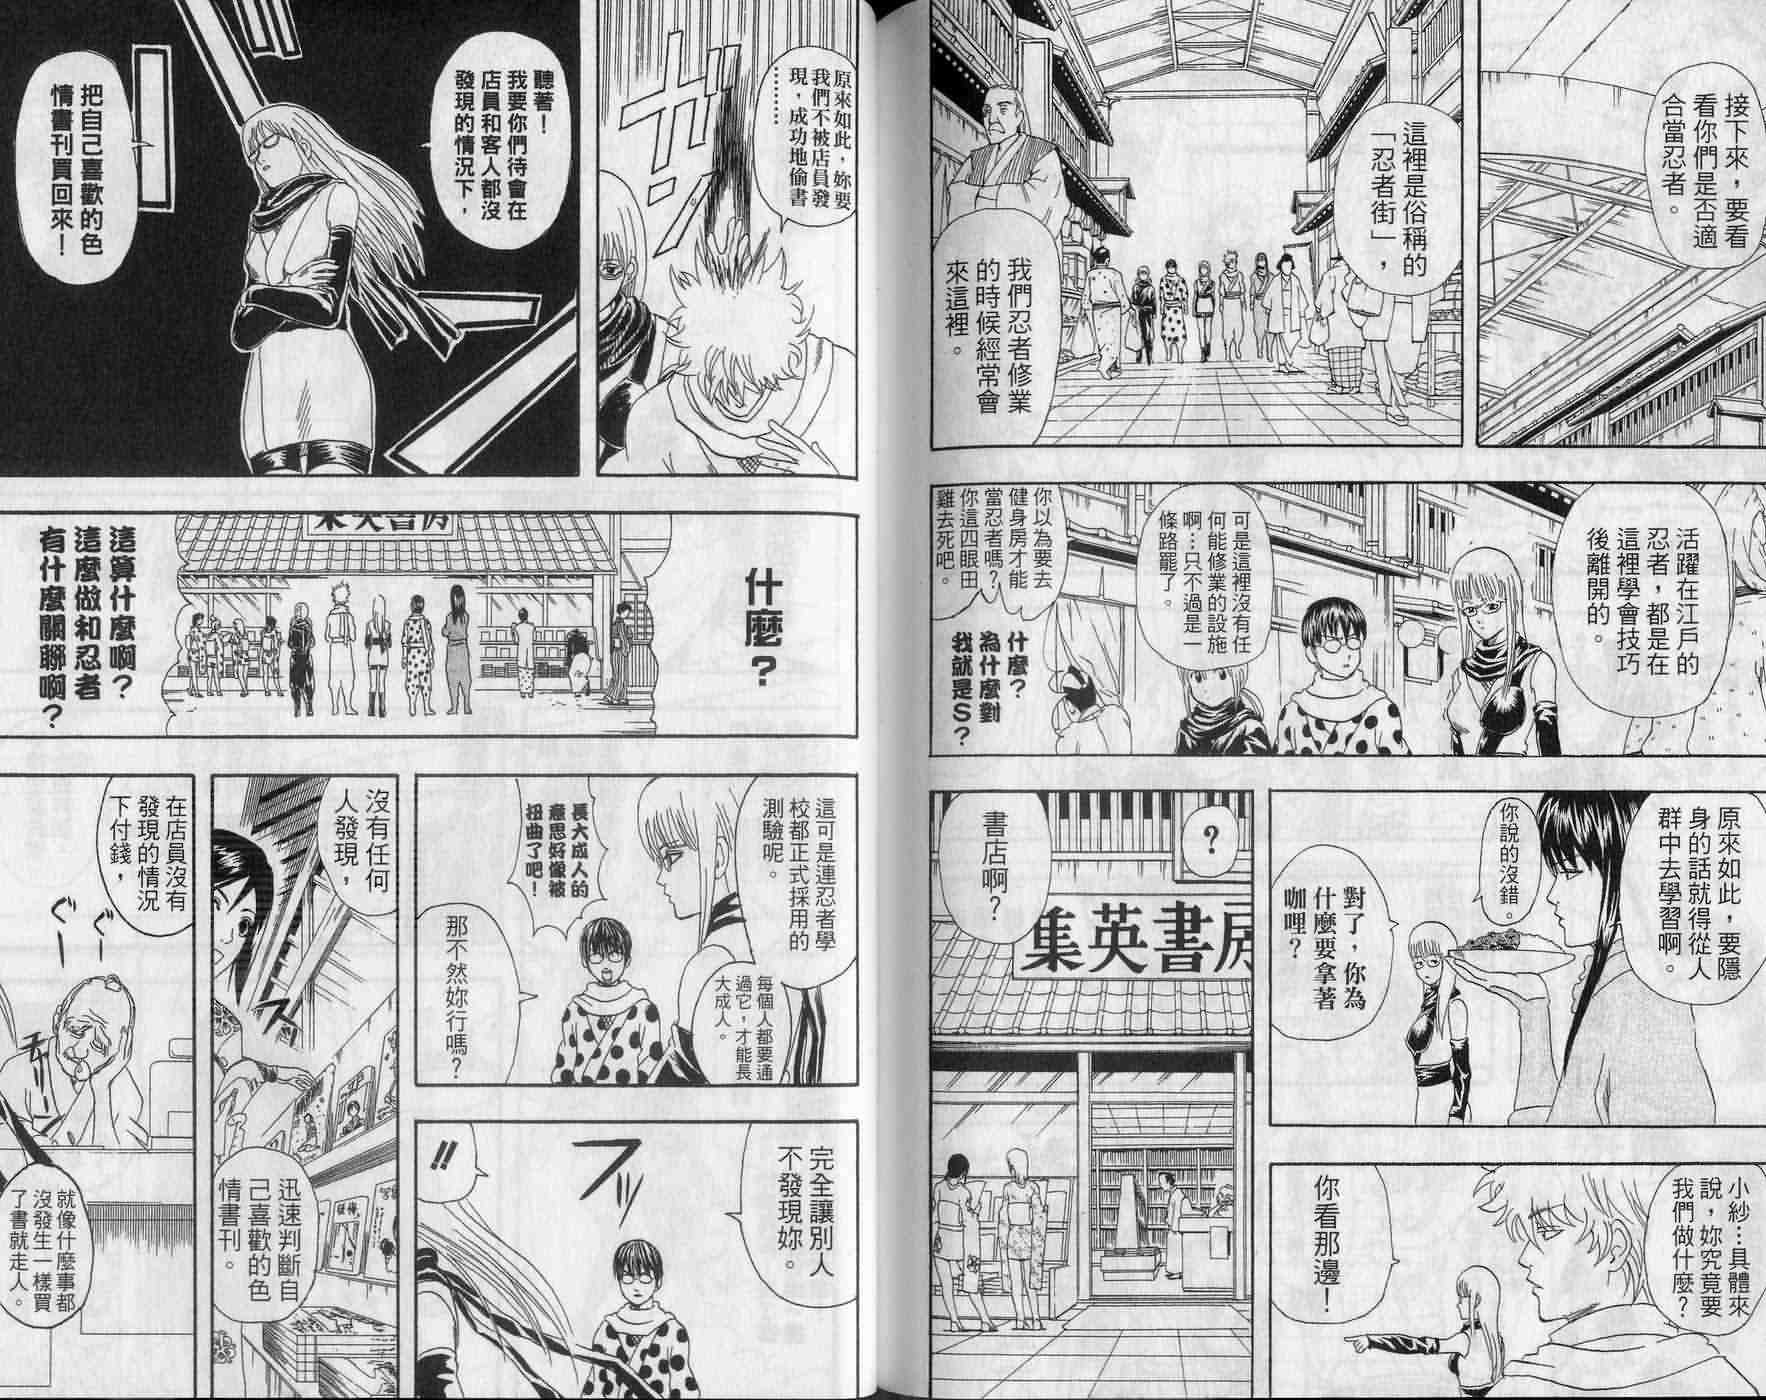 接下來，要看
看你們是否適
合當忍者。
這裡是俗稱的
「忍者街」，
我們忍者修業
的時候經常會
來這裡。
活躍在江戶的
忍者，都是在
這裡學會技巧
後離開的。
可是這裡沒有任
何能修業的設施
啊…只不過是一
條路罷了。
你以為要去
健身房才能
當忍者嗎？
你這四眼田
雞去死吧。
什麼？
為什麼對
我就是S？
原來如此，要隱
身的話就得從人
群中去學習啊。
你說的沒錯。
對了，你為
什麼要拿著
咖哩？
？
書店啊？
集英書房
小紗…具體來
說，妳究竟要
我們做什麼？
你看那邊！
原來如此，妳要
我們不被店員發
現，成功地偷書
………
ガッ
聽著！
我要你們待會在
店員和客人都沒
發現的情況下，
把自己喜歡的色
情書刊買回來！
什麼？
集英書房
這算什麼啊？
這麼做和忍者
有什麼關聯啊？
這可是連忍者學
校都正式採用的
測驗呢。
每個人都要通
過它，才能長
大成人。
長大成人的
意思好像被
扭曲了吧！
那不然妳行嗎？
完全讓別人
不發現妳。
フッ
!!
沒有任何
人發現，
迅速判斷自
己喜歡的色
情書刊。
在店員沒有
發現的情況
下付錢，
ぐー
ぐー
就像什麼事都
沒發生一樣買
了書就走人。